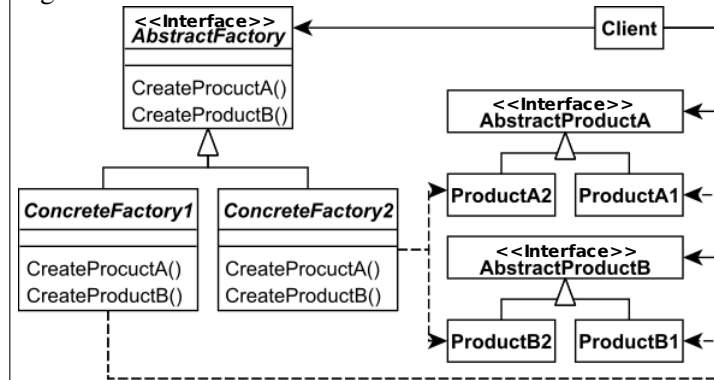 <<Interface>>
AbstractFactory
CreateProcuctA()
CreateProductB()
Client
<<Interface>>
AbstractProductA
ProductA2
ProductA1
ConcreteFactory1
CreateProcuctA()
CreateProductB()
ConcreteFactory2
CreateProcuctA()
CreateProductB()
<<Interface>>
AbstractProductB
ProductB2
ProductB1